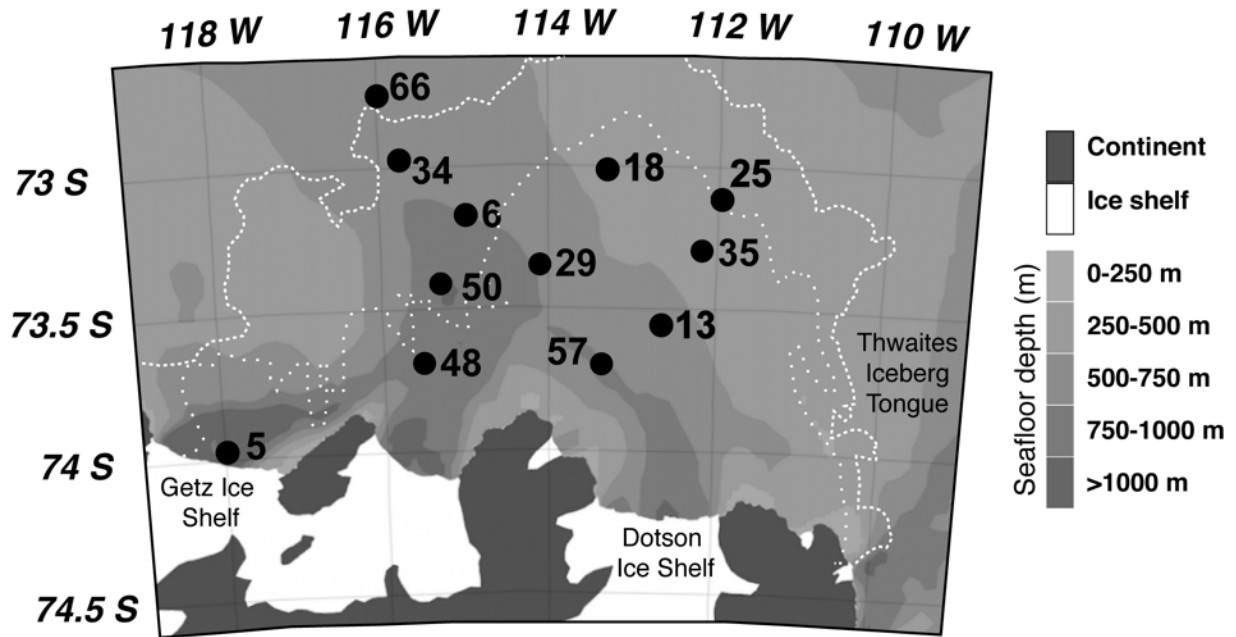 118 W 116 W 114 W 112 W 110 W
66
73 S
34
18
25
6
35
29
50
73.5 S
13
57
48
Thwaites
Iceberg
Tongue
5
74 S
Getz Ice
Shelf
Dotson
Ice Shelf
74.5 S
Continent
Ice shelf
Seafloor depth (m)
0-250 m
250-500 m
500-750 m
750-1000 m
>1000 m